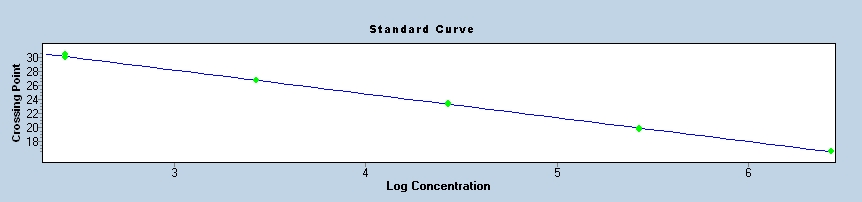 Standard Curve
Crossing Point
30
28
26
24
22
20
18
3 4 5 6
Log Concentration